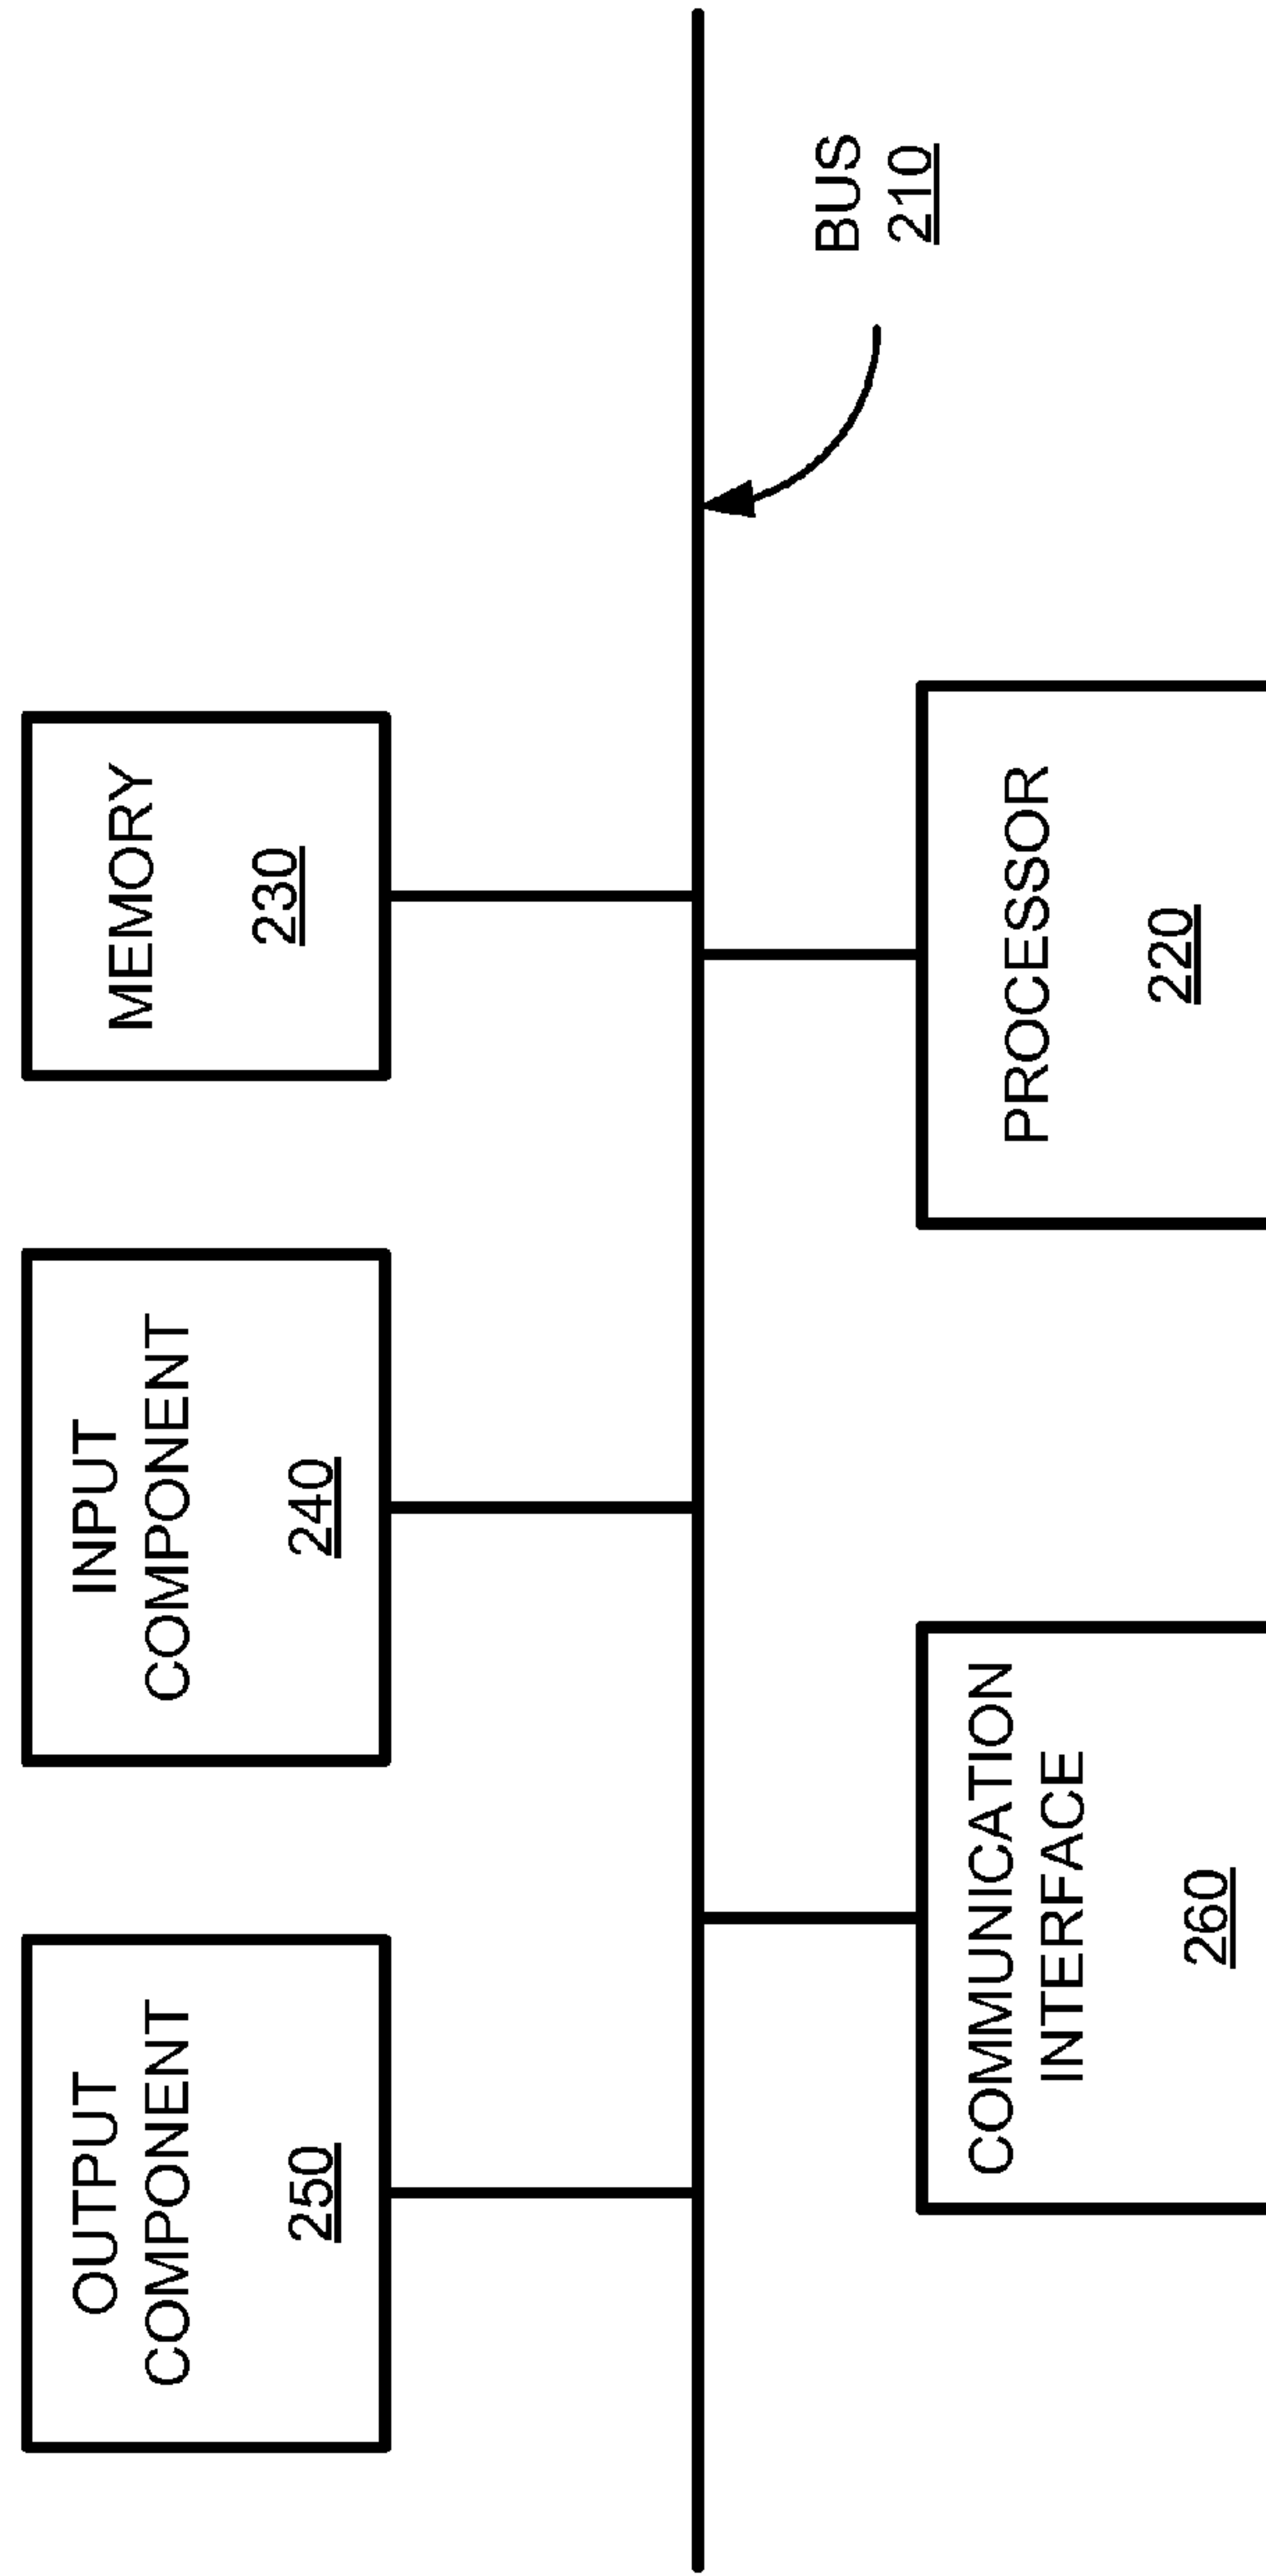 OUTPUT
COMPONENT
250
INPUT
COMPONENT
240
MEMORY
230
BUS
210
COMMUNICATION
INTERFACE
260
PROCESSOR
220